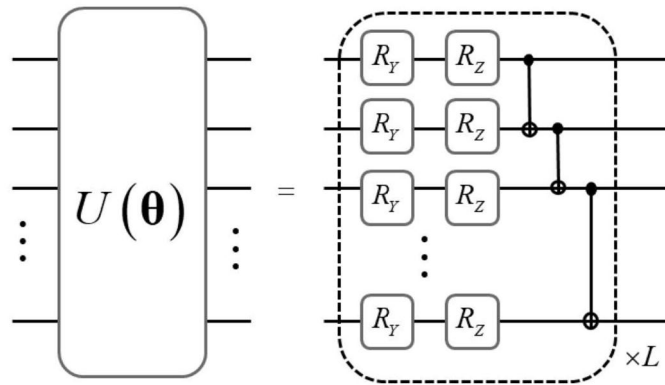 R_Y R_Z
R_Y R_Z
U(θ) = R_Y R_Z
⋮ ⋮ ⋮
R_Y R_Z
×L